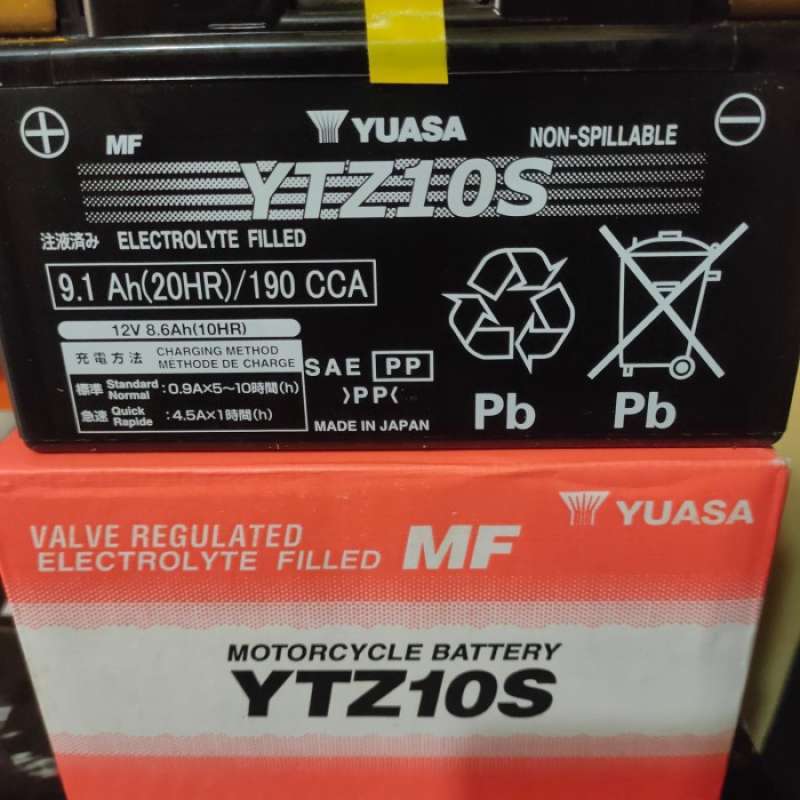 YUASA
MF
NON-SPILLABLE
YTZ10S
注液済み ELECTROLYTE FILLED
9.1 Ah(20HR)/190 CCA
12V 8.6Ah(10HR)
充電方法 CHARGING METHOD
METHODE DE CHARGE
標準 Standard Normal :0.9A×5~10時間(h)
急速 Quick Rapide :4.5A×1時間(h)
SAE PP
>PP<
MADE IN JAPAN
Pb
Pb
YUASA
VALVE REGULATED
ELECTROLYTE FILLED MF
MOTORCYCLE BATTERY
YTZ10S